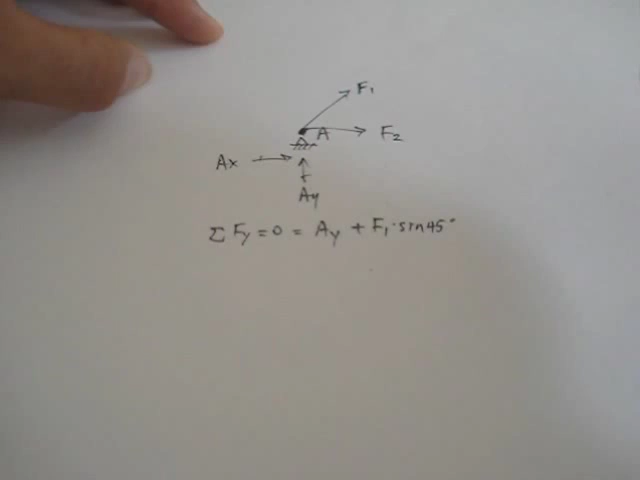 F₁
A
F₂
Ax
Ay
Σ Fy = 0 = Ay + F₁·sin45°